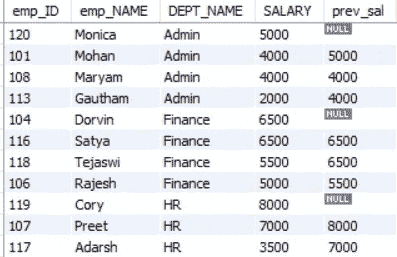 emp_ID emp_NAME DEPT_NAME SALARY prev_sal
120 Monica Admin 5000 NULL
101 Mohan Admin 4000 5000
108 Maryam Admin 4000 4000
113 Gautham Admin 2000 4000
104 Dorvin Finance 6500 NULL
116 Satya Finance 6500 6500
118 Tejaswi Finance 5500 6500
106 Rajesh Finance 5000 5500
119 Cory HR 8000 NULL
107 Preet HR 7000 8000
117 Adarsh HR 3500 7000